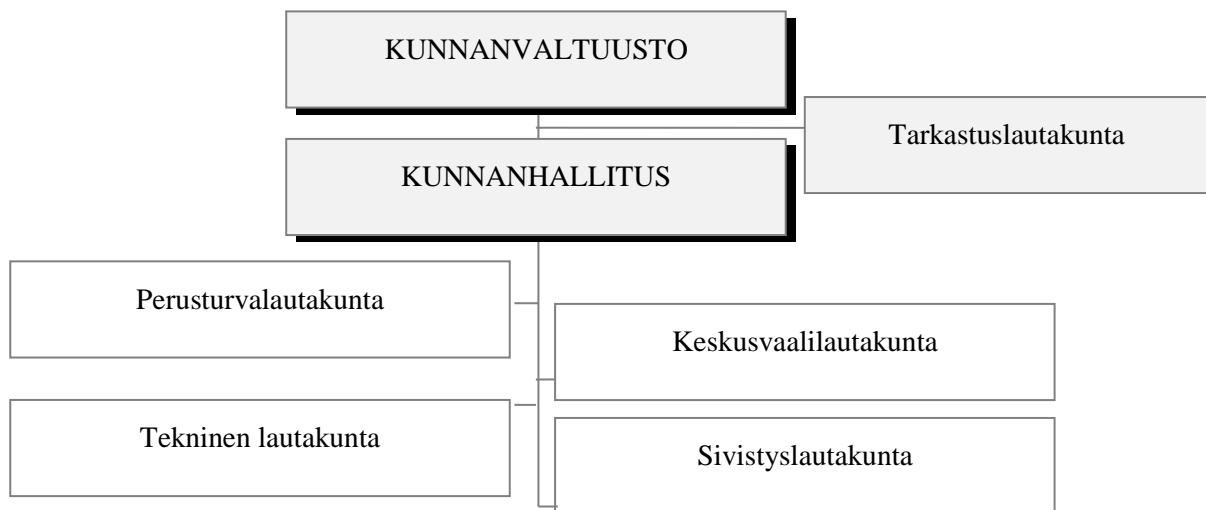 KUNNANVALTUUSTO
Tarkastuslautakunta
KUNNANHALLITUS
Perusturvalautakunta
Keskusvaalilautakunta
Tekninen lautakunta
Sivistyslautakunta